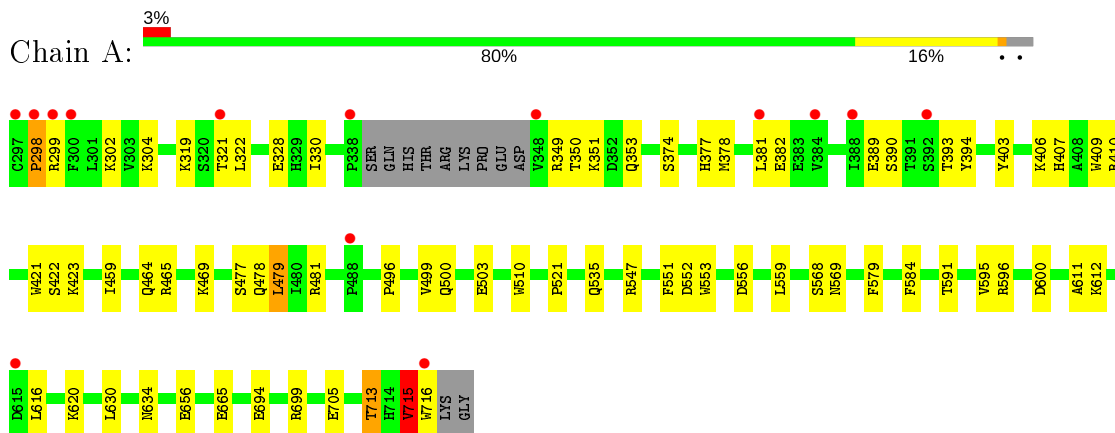 3%
Chain A:
80% 16% . .
C297 P298 R299 F300 L301 K302 V303 K304 K319 S320 T321 L322 E328 H329 I330 P338 SER GLN HIS THR ARG LYS PRO GLU ASP V348 R349 T350 K351 D352 Q353 S374 H377 M378 L381 E382 E383 V384 I388 E389 S390 T391 S392 T393 Y394 Y403 K406 H407 A408 W409 R410
W421 S422 K423 I459 Q464 R465 K469 S477 Q478 L479 I480 R481 P488 P496 V499 Q500 E503 W510 P521 Q535 R547 F551 D552 W553 D556 L559 S568 N569 F579 F584 T591 V595 R596 D600 A611 K612
D615 L616 K620 L630 N634 E656 E665 E694 R699 E705 T713 H714 V715 W716 LYS GLY